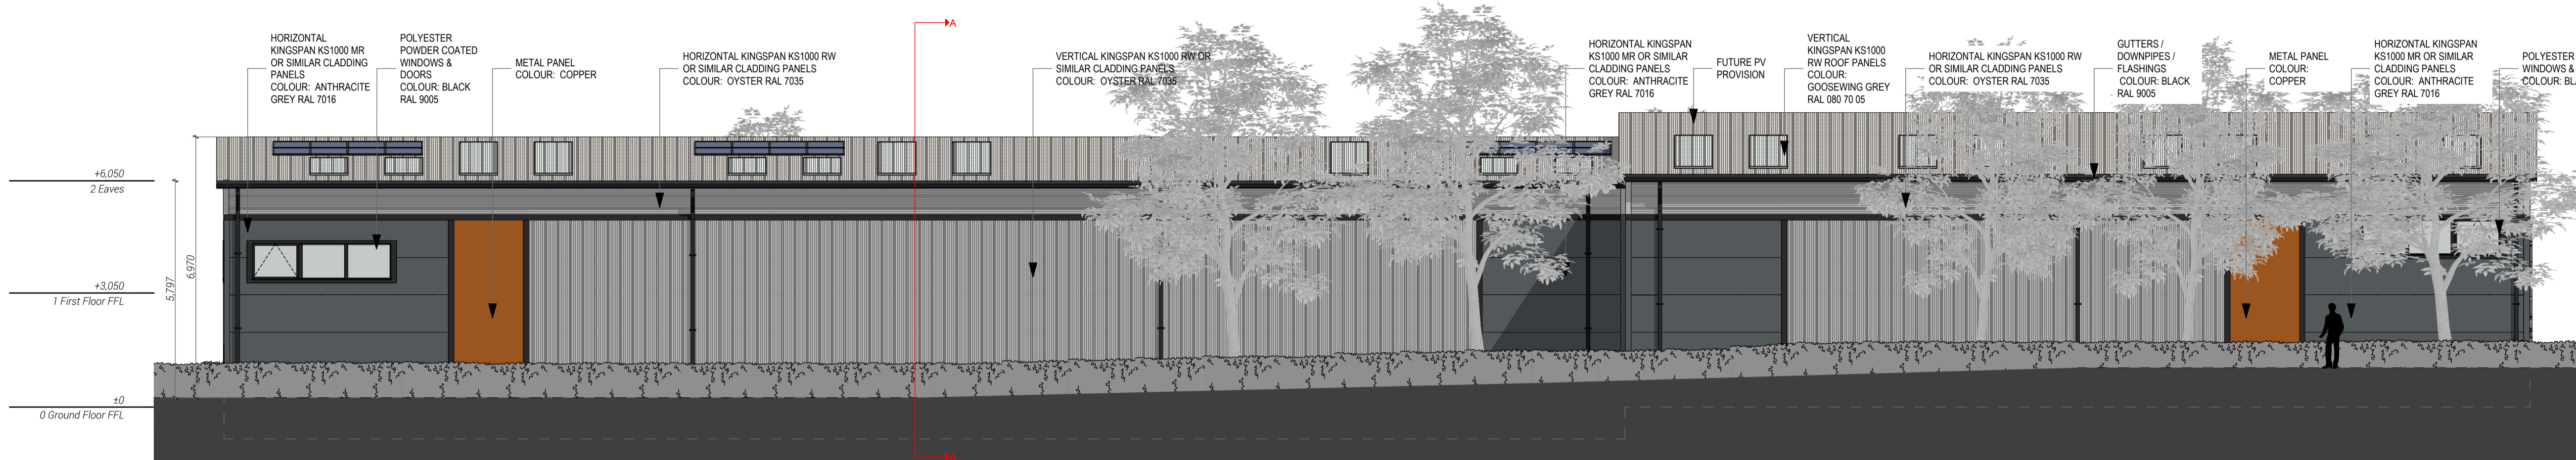 A
HORIZONTAL
KINGSPAN KS1000 MR
OR SIMILAR CLADDING
PANELS
COLOUR: ANTHRACITE
GREY RAL 7016
POLYESTER
POWDER COATED
WINDOWS &
DOORS
COLOUR: BLACK
RAL 9005
METAL PANEL
COLOUR: COPPER
HORIZONTAL KINGSPAN KS1000 RW
OR SIMILAR CLADDING PANELS
COLOUR: OYSTER RAL 7035
VERTICAL KINGSPAN KS1000 RW OR
SIMILAR CLADDING PANELS
COLOUR: OYSTER RAL 7035
HORIZONTAL KINGSPAN
KS1000 MR OR SIMILAR
CLADDING PANELS
COLOUR: ANTHRACITE
GREY RAL 7016
FUTURE PV
PROVISION
VERTICAL
KINGSPAN KS1000
RW ROOF PANELS
COLOUR:
GOOSEWING GREY
RAL 080 70 05
HORIZONTAL KINGSPAN KS1000 RW
OR SIMILAR CLADDING PANELS
COLOUR: OYSTER RAL 7035
GUTTERS /
DOWNPIPES /
FLASHINGS
COLOUR: BLACK
RAL 9005
METAL PANEL
COLOUR:
COPPER
HORIZONTAL KINGSPAN
KS1000 MR OR SIMILAR
CLADDING PANELS
COLOUR: ANTHRACITE
GREY RAL 7016
POLYESTER
WINDOWS &
COLOUR:
+6,050
2 Eaves
+3,050
1 First Floor FFL
±0
0 Ground Floor FFL
5,797
6,970
A